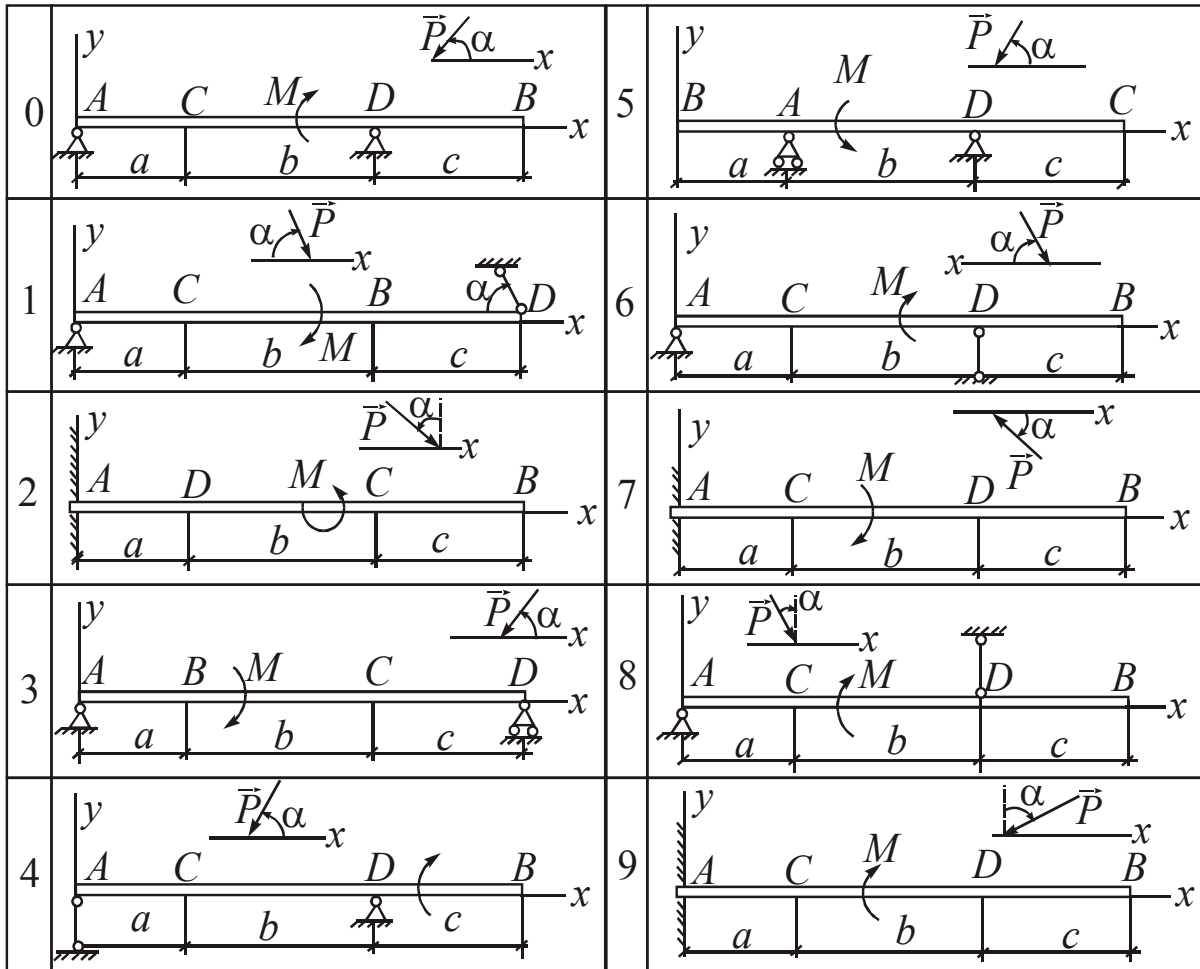 0
y
P α
x
A C M D B
x
a b c
5
y
P α
M
B A D C
x
a b c
1
y
α P
x
A C B α D
x
M
a b c
6
y
α P
x
A C M D B
x
a b c
2
y
P α
x
A D M C B
x
a b c
7
y
x
α
P
A C M D B
x
a b c
3
y
P α
x
A B M C D
x
a b c
8
y
P α
x
A C M D B
x
a b c
4
y
P α
x
A C D B
x
a b c
9
y
α P
x
A C M D B
x
a b c